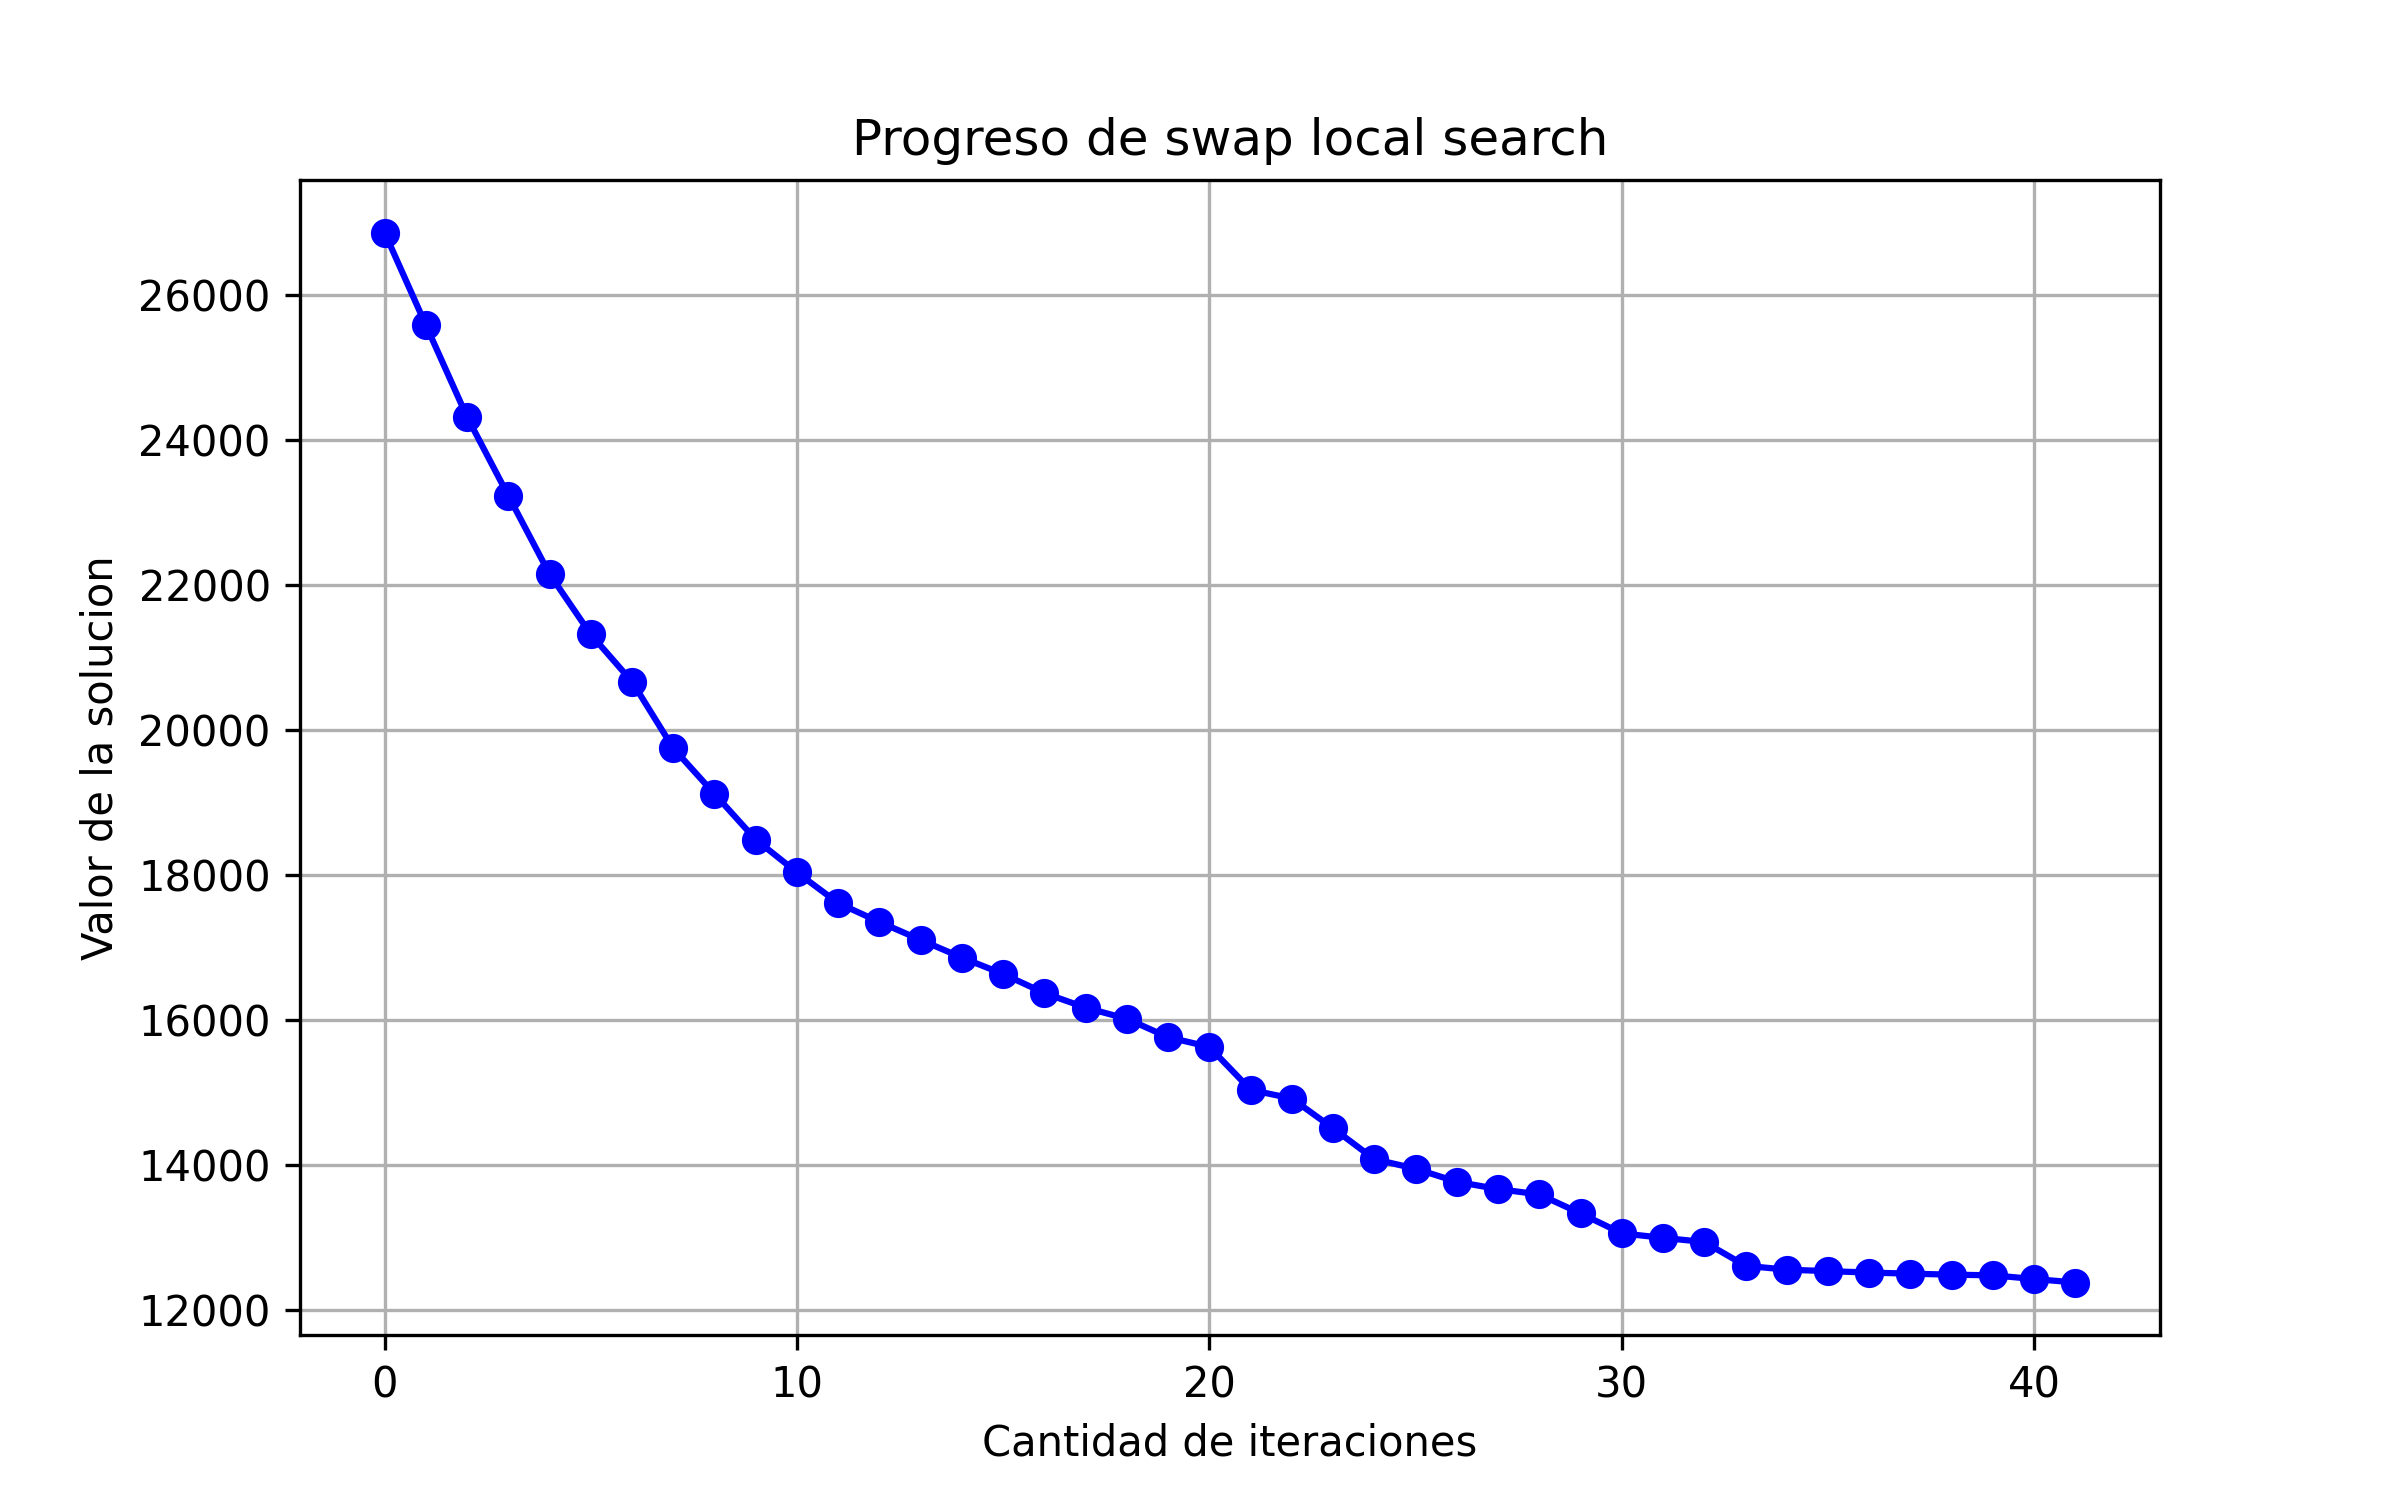 Progreso de swap local search
Valor de la solucion
26000
24000
22000
20000
18000
16000
14000
12000
0 10 20 30 40
Cantidad de iteraciones